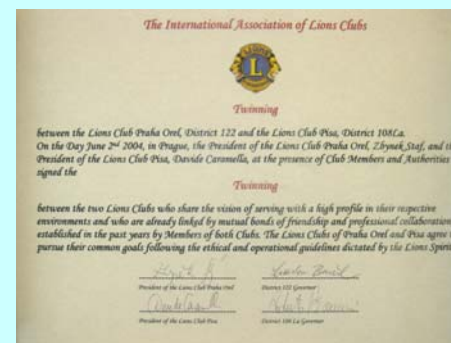 The International Association of Lions Clubs
L
Twinning
between the Lions Club Praha Orel, District 122 and the Lions Club Pisa, District 108La.
On the Day June 2nd 2004, in Prague, the President of the Lions Club Praha Orel, Zbynek Staf, and the
President of the Lions Club Pisa, Davide Caramella, at the presence of Club Members and Authorities
signed the
Twinning
between the two Lions Clubs who share the vision of serving with a high profile in their respective
environments and who are already linked by mutual bonds of friendship and professional collaboration
established in the past years by Members of both Clubs. The Lions Clubs of Praha Orel and Pisa agree
pursue their common goals following the ethical and operational guidelines dictated by the Lions Spirit
President of the Lions Club Praha Orel
District 122 Governor
President of the Lions Club Pisa
District 108 La Governor